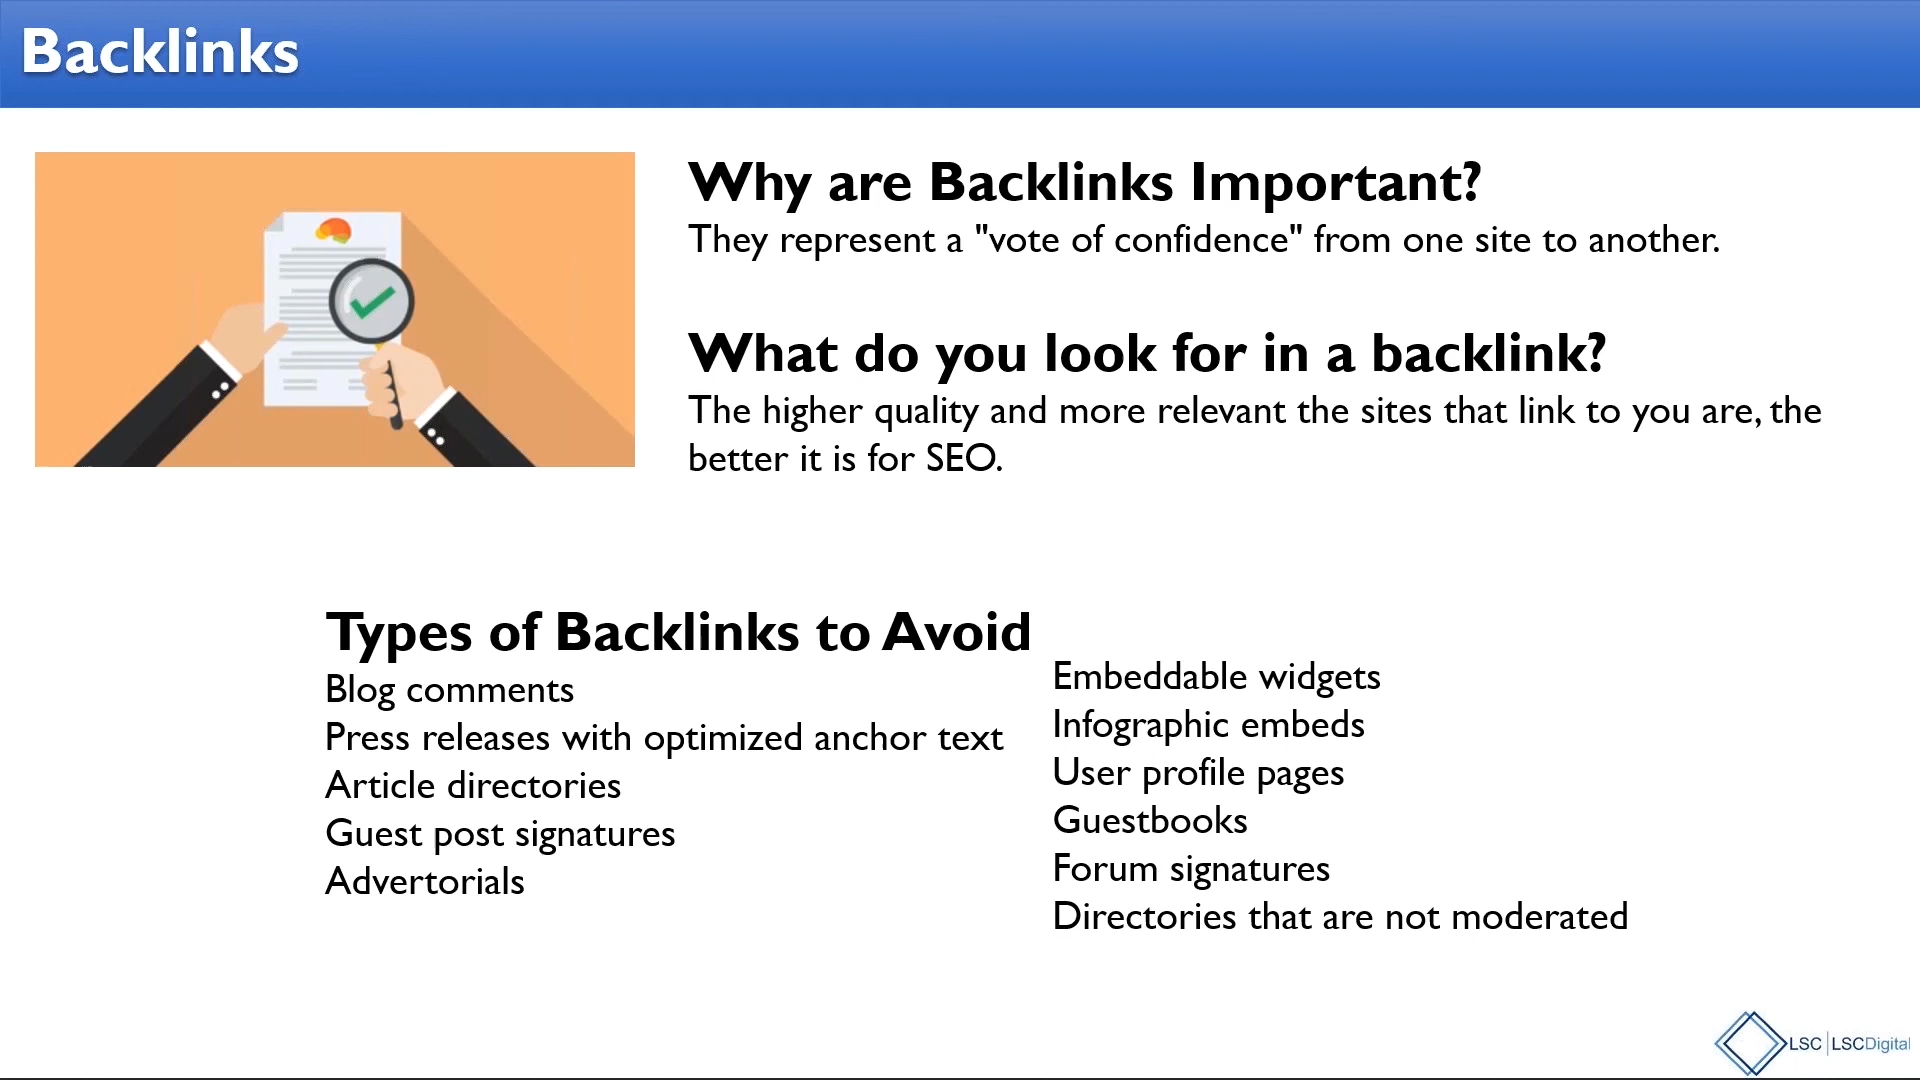 Backlinks
Why are Backlinks Important?
They represent a "vote of confidence" from one site to another.
What do you look for in a backlink?
The higher quality and more relevant the sites that link to you are, the
better it is for SEO.
Types of Backlinks to Avoid
Blog comments
Press releases with optimized anchor text
Article directories
Guest post signatures
Advertorials
Embeddable widgets
Infographic embeds
User profile pages
Guestbooks
Forum signatures
Directories that are not moderated
LSC | LSCDigital